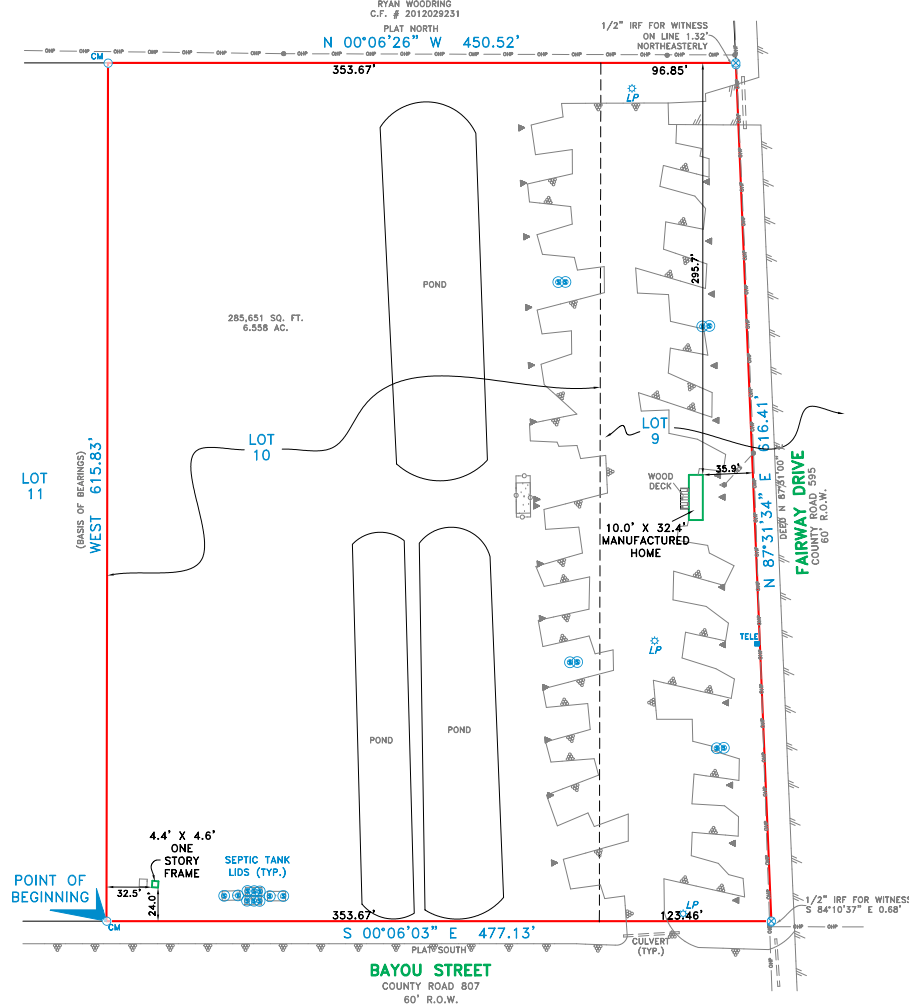 RYAN WOODRING
C.F. # 2012029231
PLAT NORTH
N 00°06'26" W 450.52'
1/2" IRF FOR WITNESS
ON LINE 1.32'
NORTHEASTERLY
OHP
CM
353.67'
96.85'
LP
POND
295.7'
285,651 SQ. FT.
6.558 AC.
LOT
10
LOT
9
LOT
11
(BASIS OF BEARINGS)
WEST 615.83'
WOOD
DECK
35.9'
10.0' X 32.4'
MANUFACTURED
HOME
N 87°31'34" E 616.41'
DEED N 87°31'00"
FAIRWAY DRIVE
COUNTY ROAD 595
60' R.O.W.
TELE
LP
POND
POND
4.4' X 4.6'
ONE
STORY
FRAME
SEPTIC TANK
LIDS (TYP.)
POINT OF
BEGINNING
32.5'
24.0'
CM
353.67'
LP
123.46'
1/2" IRF FOR WITNESS
S 84°10'37" E 0.68'
S 00°06'03" E 477.13'
PLAT SOUTH
CULVERT
(TYP.)
BAYOU STREET
COUNTY ROAD 807
60' R.O.W.